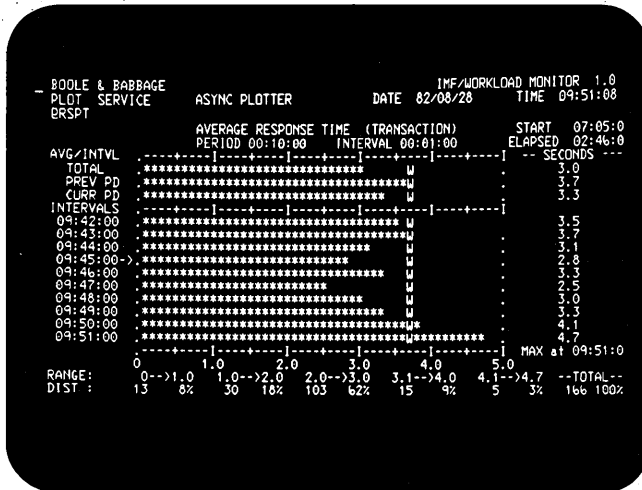 BOOLE & BABBAGE IMF/WORKLOAD MONITOR 1.0
PLOT SERVICE ASYNC PLOTTER DATE 82/08/28 TIME 09:51:08
QRSPT
AVERAGE RESPONSE TIME (TRANSACTION) START 07:05:0
PERIOD 00:10:00 INTERVAL 00:01:00 ELAPSED 02:46:0
AVG/INTVL .----+----I----+----I----+----I----+----I----+----I -- SECONDS ---
TOTAL .******************************* W . 3.0
PREV PD .*************************************W . 3.7
CURR PD .********************************** W . 3.3
INTERVALS .----+----I----+----I----+----I----+----I----+----I
09:42:00 .************************************ W . 3.5
09:43:00 .*************************************W . 3.7
09:44:00 .******************************** W . 3.1
09:45:00-> .***************************** W . 2.8
09:46:00 .********************************** W . 3.3
09:47:00 .************************** W . 2.5
09:48:00 .******************************* W . 3.0
09:49:00 .********************************** W . 3.3
09:50:00 .*************************************W* . 4.1
09:51:00 .*************************************W********** . 4.7
.----+----I----+----I----+----I----+----I----+----I MAX at 09:51:0
0 1.0 2.0 3.0 4.0 5.0
RANGE: 0-->1.0 1.0-->2.0 2.0-->3.0 3.1-->4.0 4.1-->4.7 --TOTAL--
DIST : 13 8% 30 18% 103 62% 15 9% 5 3% 166 100%